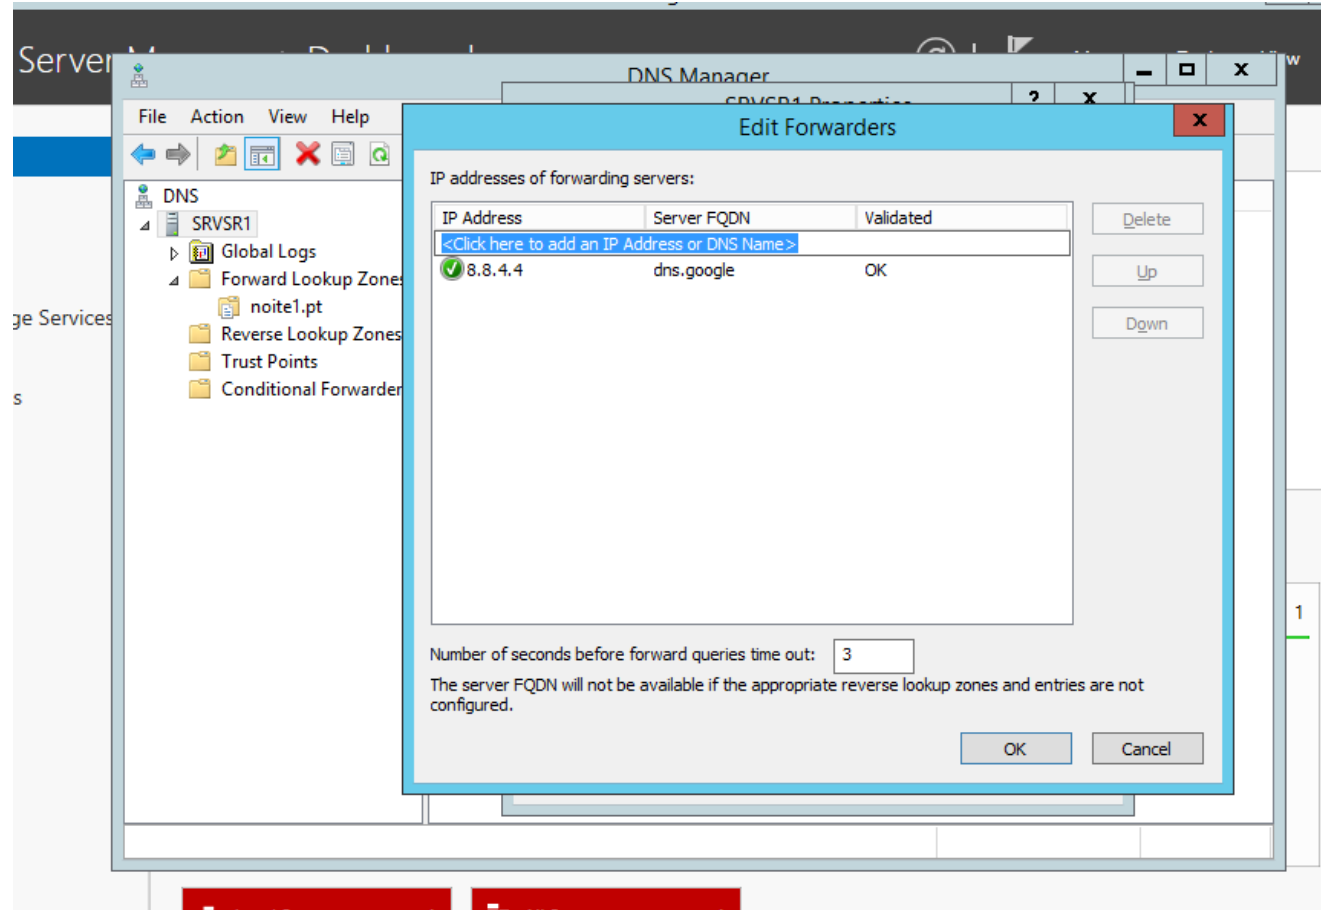 Server
DNS Manager
SRVSR1 Properties
File Action View Help
Edit Forwarders
IP addresses of forwarding servers:
DNS
SRVSR1
Global Logs
Forward Lookup Zones
noite1.pt
Reverse Lookup Zones
Trust Points
Conditional Forwarder
ge Services
s
IP Address Server FQDN Validated
<Click here to add an IP Address or DNS Name>
8.8.4.4 dns.google OK
Delete
Up
Down
1
Number of seconds before forward queries time out: 3
The server FQDN will not be available if the appropriate reverse lookup zones and entries are not
configured.
OK Cancel